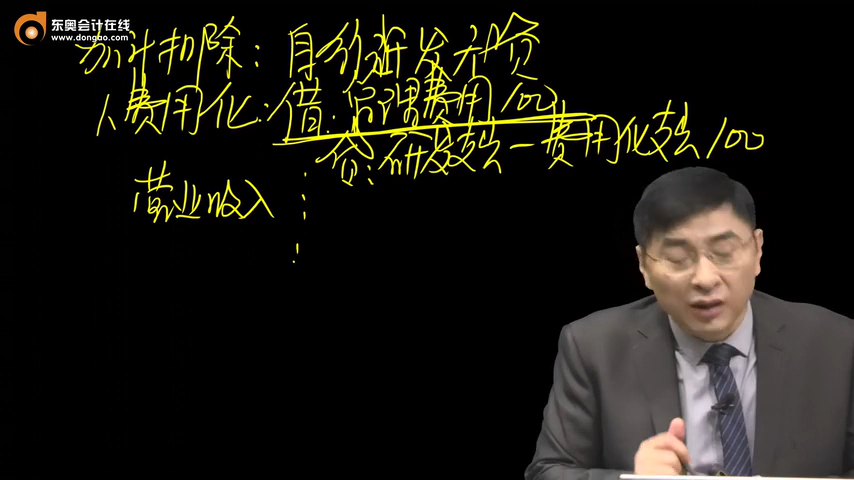 东奥会计在线
www.dongao.com
加计扣除：自行研发无形资
1、费用化：借：管理费用 100
贷：研发支出－费用化支出 100
营业收入